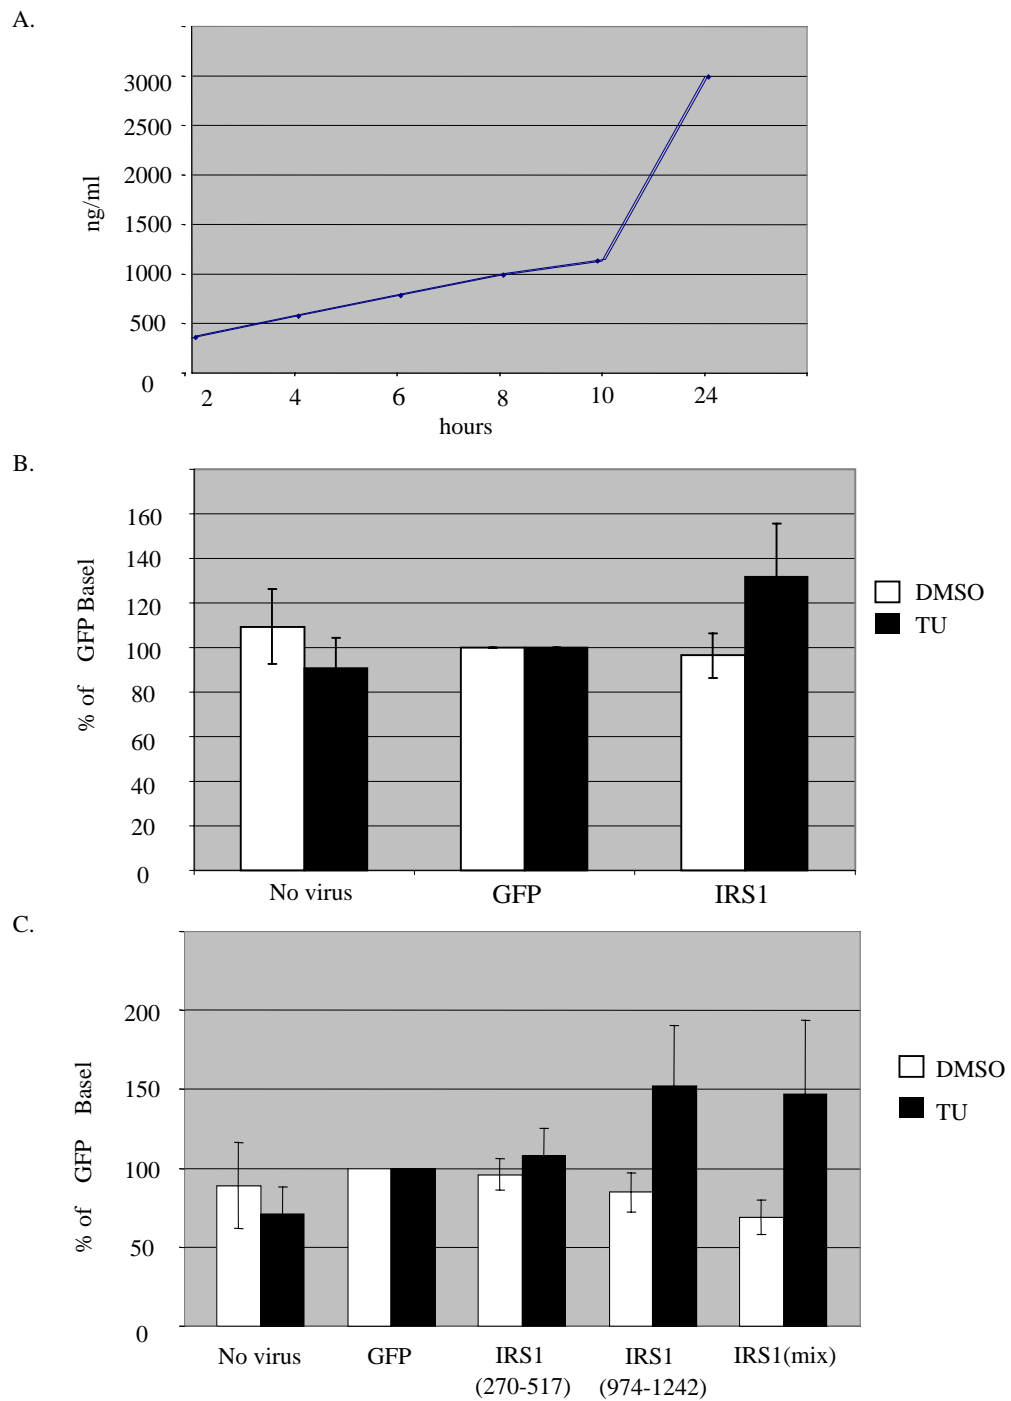 A.
3000
2500
2000
1500
1000
500
0
ng/ml
2 4 6 8 10 24
hours
B.
160
140
120
100
80
60
40
20
0
% of GFP Basel
DMSO
TU
No virus GFP IRS1
C.
200
150
100
50
0
% of GFP Basel
DMSO
TU
No virus GFP IRS1 IRS1 IRS1(mix)
(270-517) (974-1242)